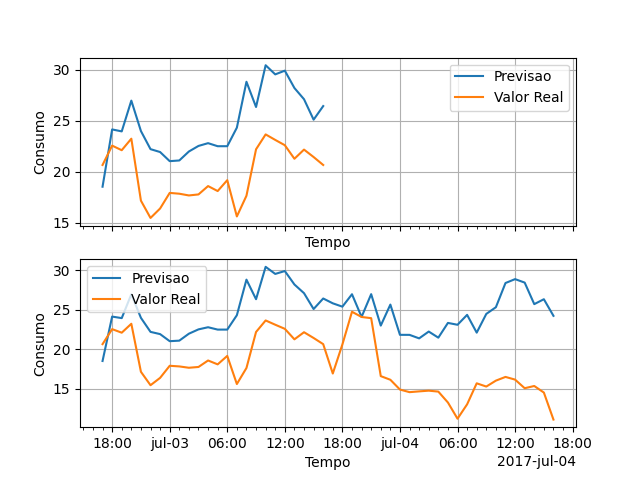 30
25
20
15
Consumo
Previsao
Valor Real
Tempo
30
25
20
15
Consumo
Previsao
Valor Real
18:00 jul-03 06:00 12:00 18:00 jul-04 06:00 12:00 18:00
Tempo
2017-jul-04